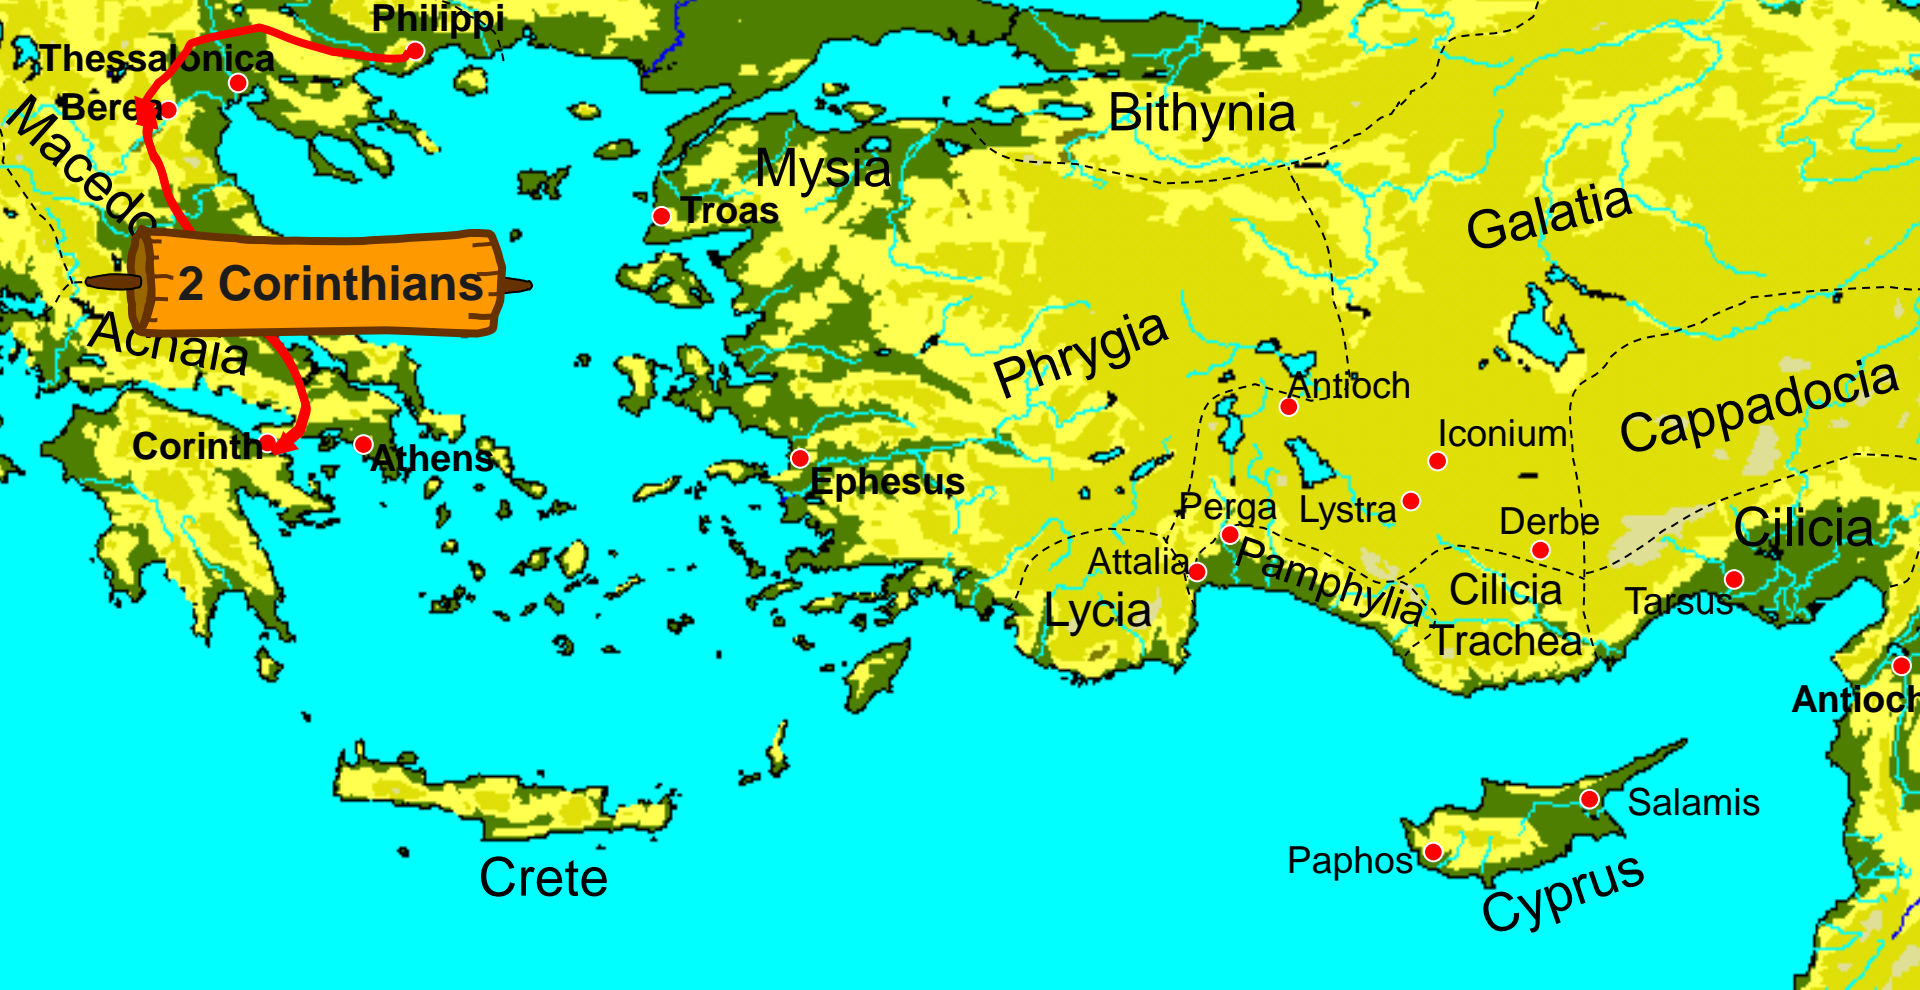 Philippi
Thessalonica
Berea
Macedo
Bithynia
Mysia
Troas
Galatia
2 Corinthians
Achaia
Phrygia
Antioch
Cappadocia
Iconium
Corinth
Athens
Ephesus
Perga
Lystra
Derbe
Cilicia
Attalia
Pamphylia
Cilicia
Trachea
Lycia
Tarsus
Antioch
Salamis
Paphos
Cyprus
Crete